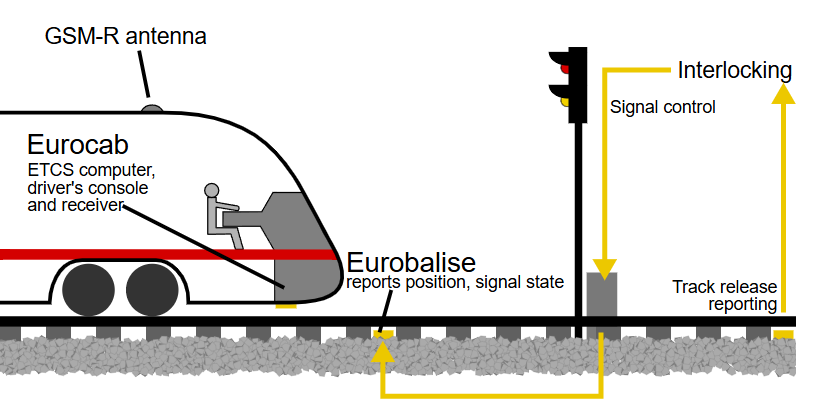 GSM-R antenna
Eurocab
ETCS computer,
driver's console
and receiver
Eurobalise
reports position, signal state
Interlocking
Signal control
Track release
reporting